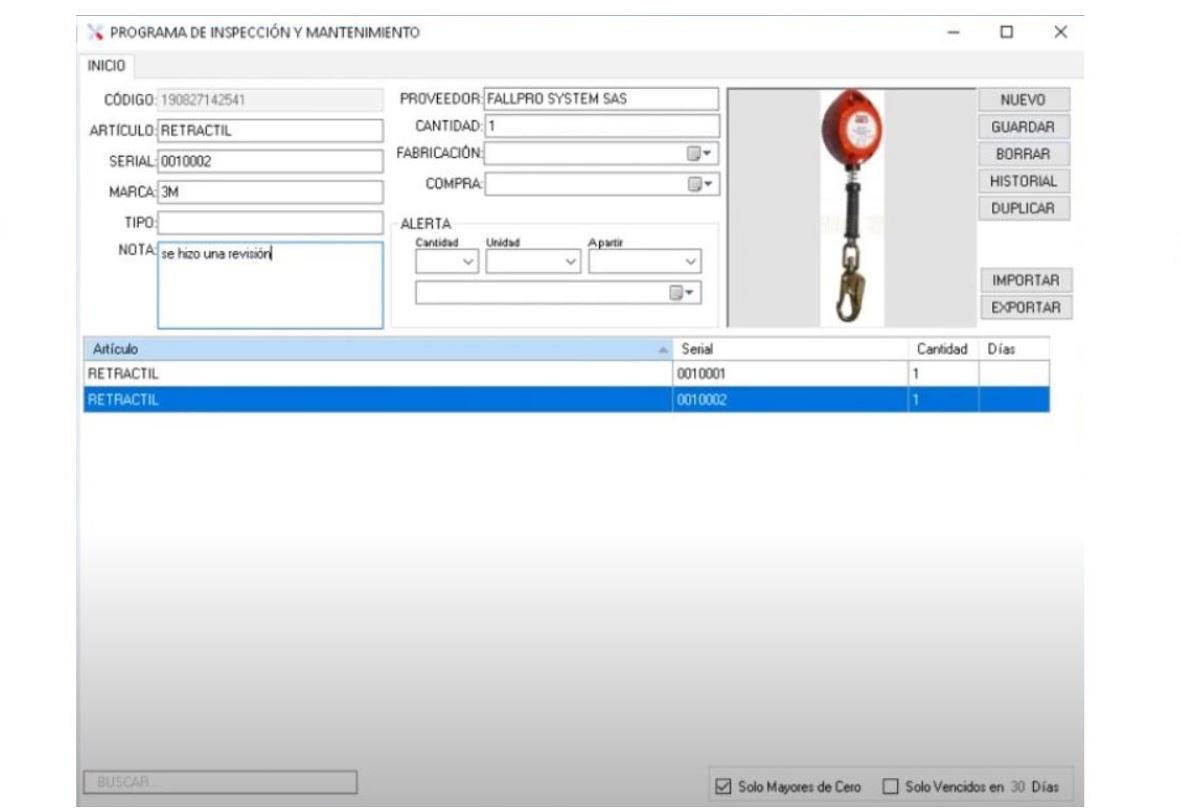 PROGRAMA DE INSPECCIÓN Y MANTENIMIENTO
INICIO
CÓDIGO: 190827142541
ARTÍCULO: RETRACTIL
SERIAL: 0010002
MARCA: 3M
TIPO:
NOTA: se hizo una revisión
PROVEEDOR: FALLPRO SYSTEM SAS
CANTIDAD: 1
FABRICACIÓN:
COMPRA:
ALERTA
Cantidad Unidad A partir
NUEVO
GUARDAR
BORRAR
HISTORIAL
DUPLICAR
IMPORTAR
EXPORTAR
Artículo Serial Cantidad Días
RETRACTIL 0010001 1
RETRACTIL 0010002 1
BUSCAR...
Solo Mayores de Cero Solo Vencidos en 30 Días